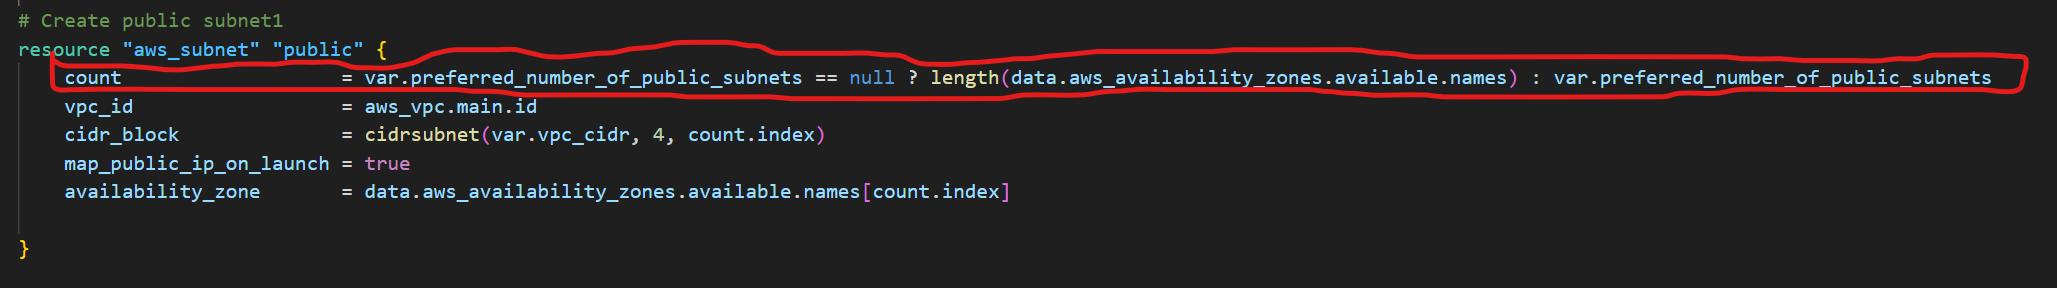 # Create public subnet1
resource "aws_subnet" "public" {
count = var.preferred_number_of_public_subnets == null ? length(data.aws_availability_zones.available.names) : var.preferred_number_of_public_subnets
vpc_id = aws_vpc.main.id
cidr_block = cidrsubnet(var.vpc_cidr, 4, count.index)
map_public_ip_on_launch = true
availability_zone = data.aws_availability_zones.available.names[count.index]
}